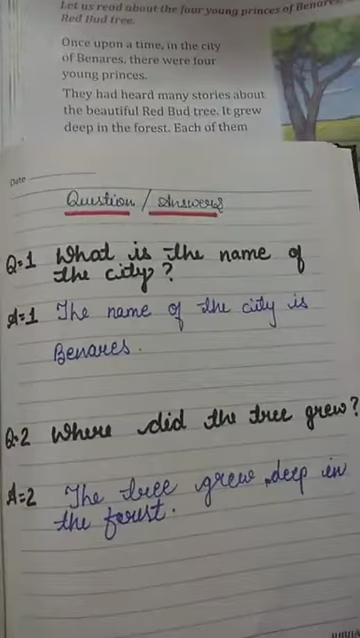 Let us read about the four young princes of Benares,
Red Bud tree.
Once upon a time, in the city
of Benares, there were four
young princes.
They had heard many stories about
the beautiful Red Bud tree. It grew
deep in the forest. Each of them
Date
Question / Answers
Q=1 What is the name of
the city?
A=1 The name of the city is
Benares.
Q=2 Where did the tree grew?
A=2 The tree grew deep in
the forest.